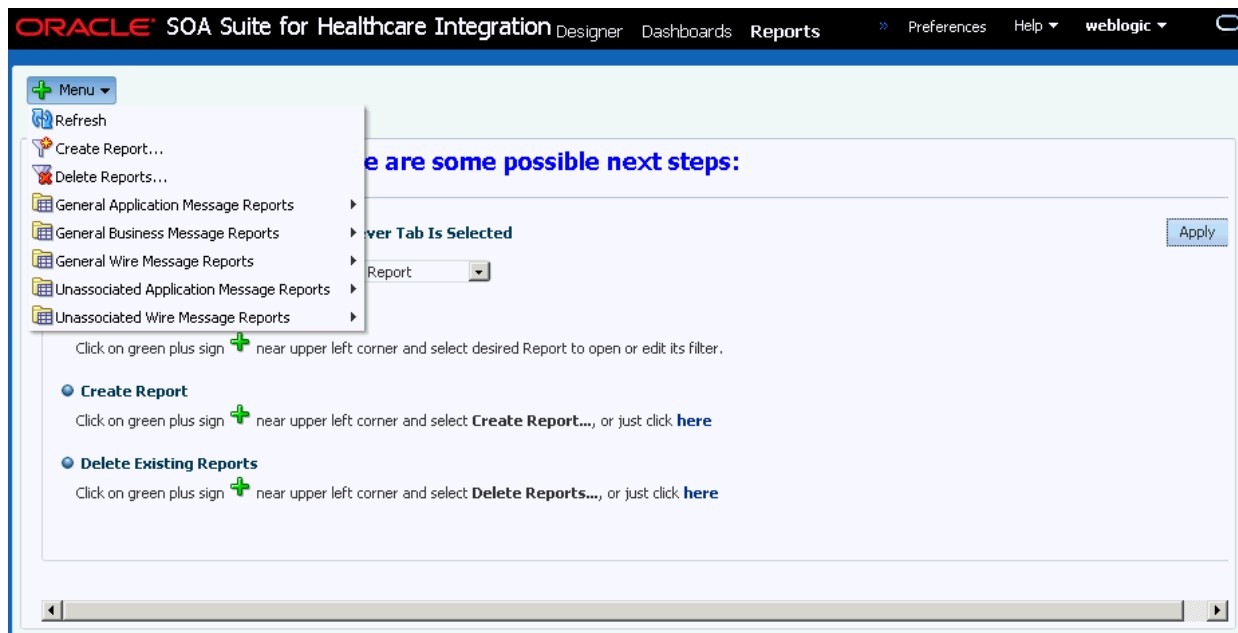 ORACLE SOA Suite for Healthcare Integration Designer Dashboards Reports » Preferences Help weblogic
Menu
Refresh
Create Report...
Delete Reports...
General Application Message Reports
General Business Message Reports
General Wire Message Reports
Unassociated Application Message Reports
Unassociated Wire Message Reports
e are some possible next steps:
ver Tab Is Selected
Apply
Report
Click on green plus sign near upper left corner and select desired Report to open or edit its filter.
Create Report
Click on green plus sign near upper left corner and select Create Report..., or just click here
Delete Existing Reports
Click on green plus sign near upper left corner and select Delete Reports..., or just click here